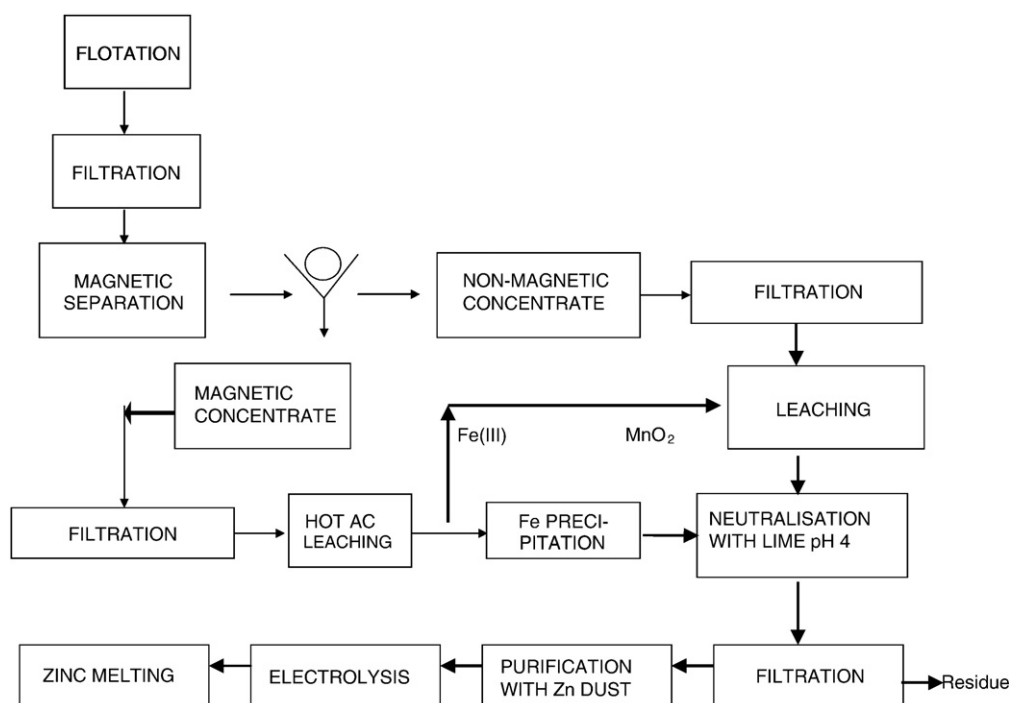 FLOTATION
FILTRATION
MAGNETIC
SEPARATION
NON-MAGNETIC
CONCENTRATE
FILTRATION
MAGNETIC
CONCENTRATE
LEACHING
Fe(III)
MnO₂
FILTRATION
HOT AC
LEACHING
Fe PRECI-
PITATION
NEUTRALISATION
WITH LIME pH 4
ZINC MELTING
ELECTROLYSIS
PURIFICATION
WITH Zn DUST
FILTRATION
Residue